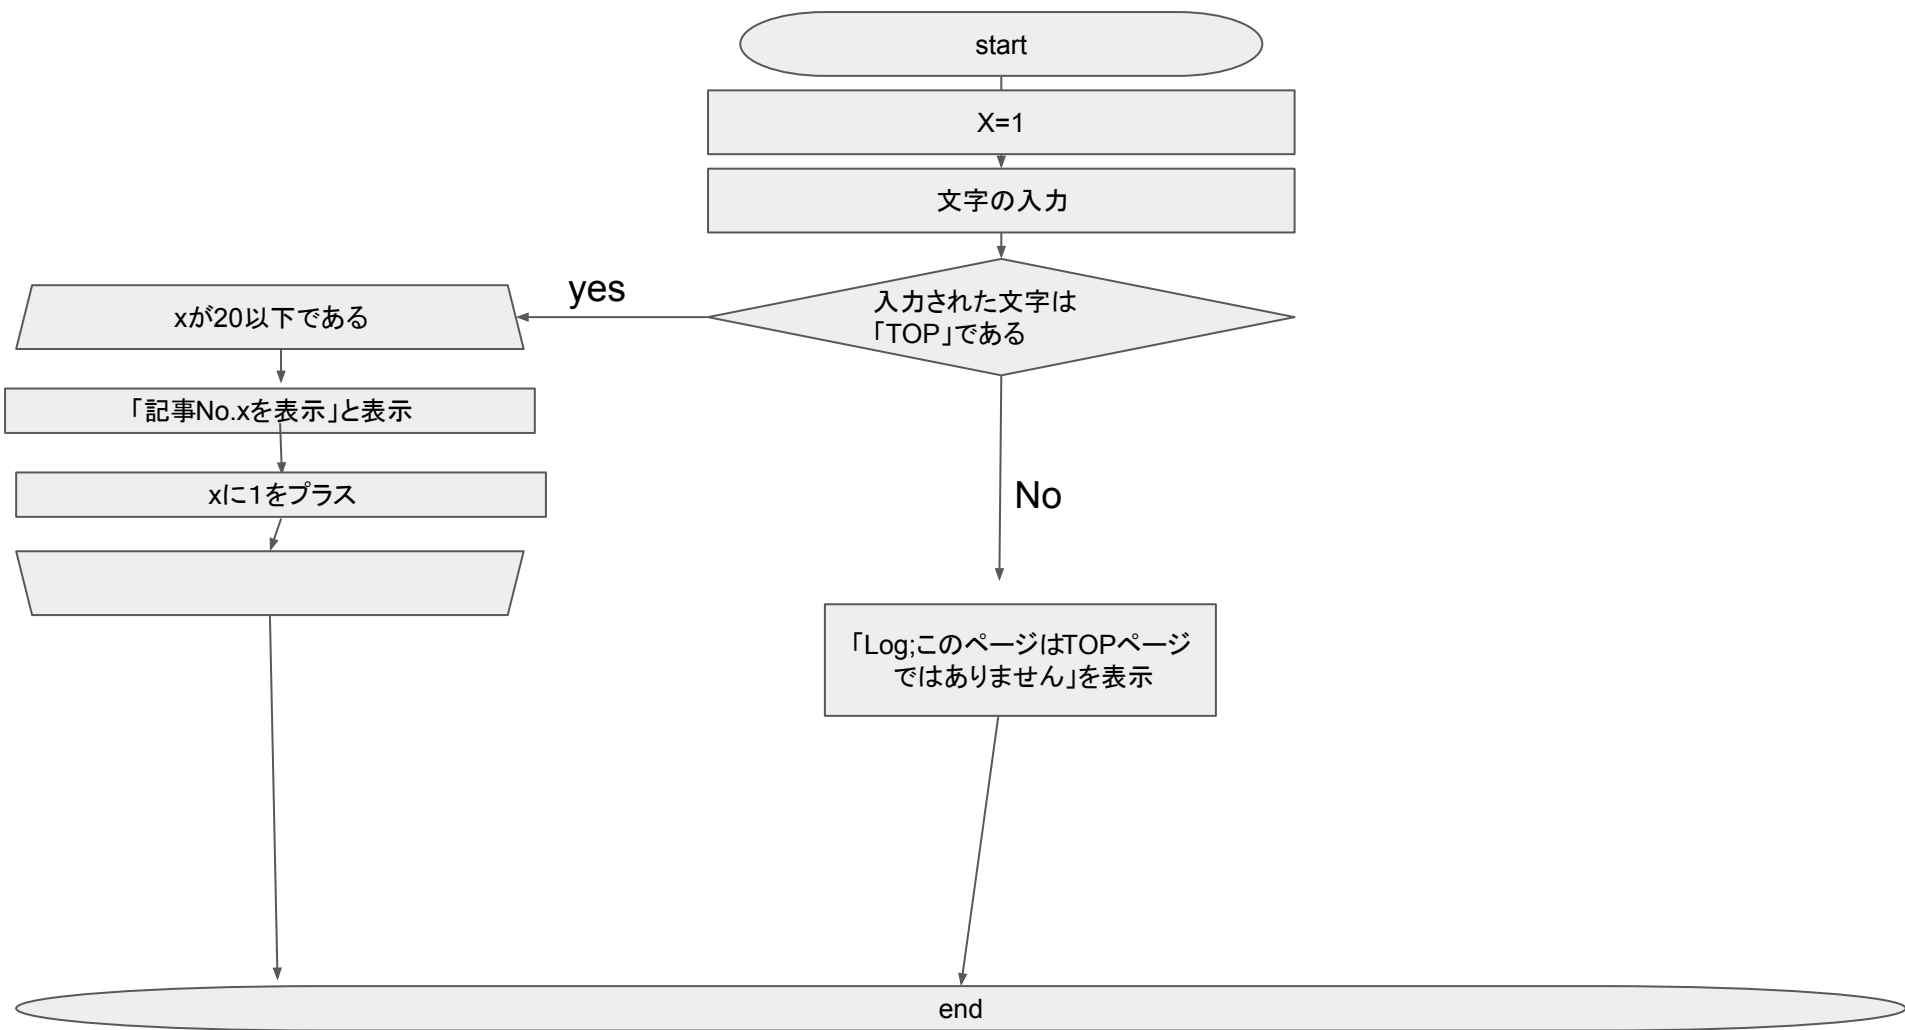 start
X=1
文字の入力
入力された文字は
「TOP」である
yes
xが20以下である
「記事No.xを表示」と表示
xに1をプラス
No
「Log;このページはTOPページ
ではありません」を表示
end